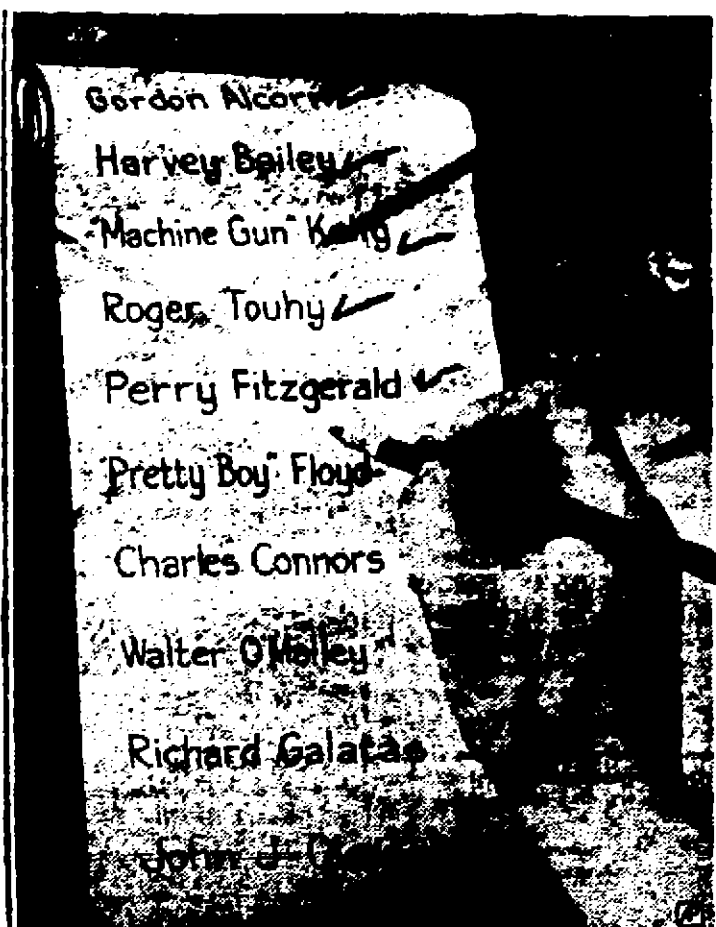 Gordon Alcorn
Harvey Bailey
"Machine Gun" Kelly
Roger Touhy
Perry Fitzgerald
"Pretty Boy" Floyd
Charles Connors
Walter O'Malley
Richard Galatas
John J.